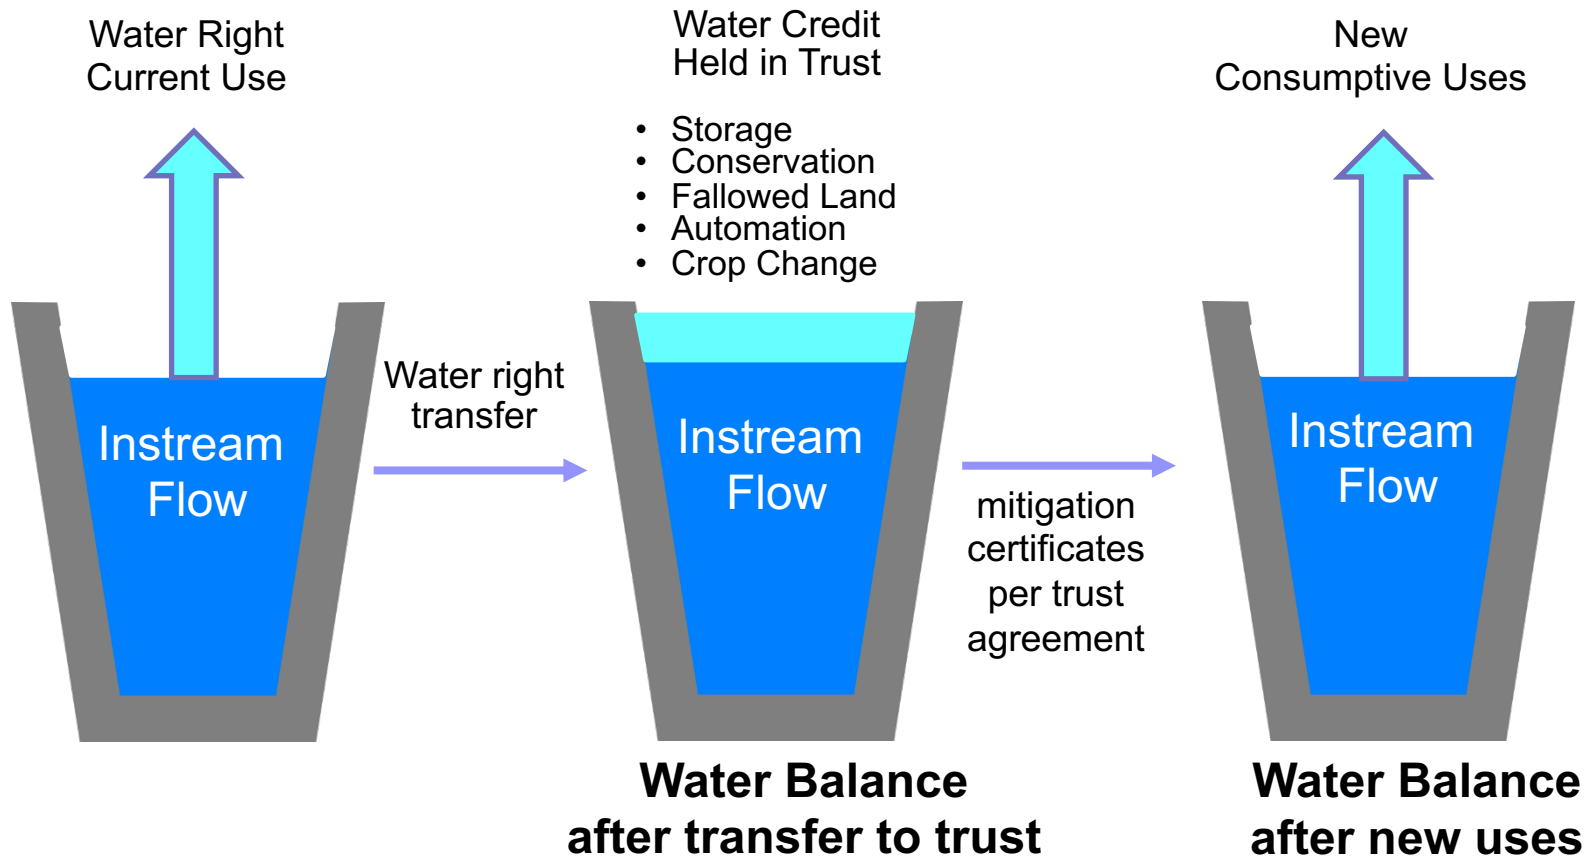 Water Right
Current Use
Water Credit
Held in Trust
• Storage
• Conservation
• Fallowed Land
• Automation
• Crop Change
New
Consumptive Uses
Instream
Flow
Water right
transfer
Instream
Flow
mitigation
certificates
per trust
agreement
Instream
Flow
Water Balance
after transfer to trust
Water Balance
after new uses